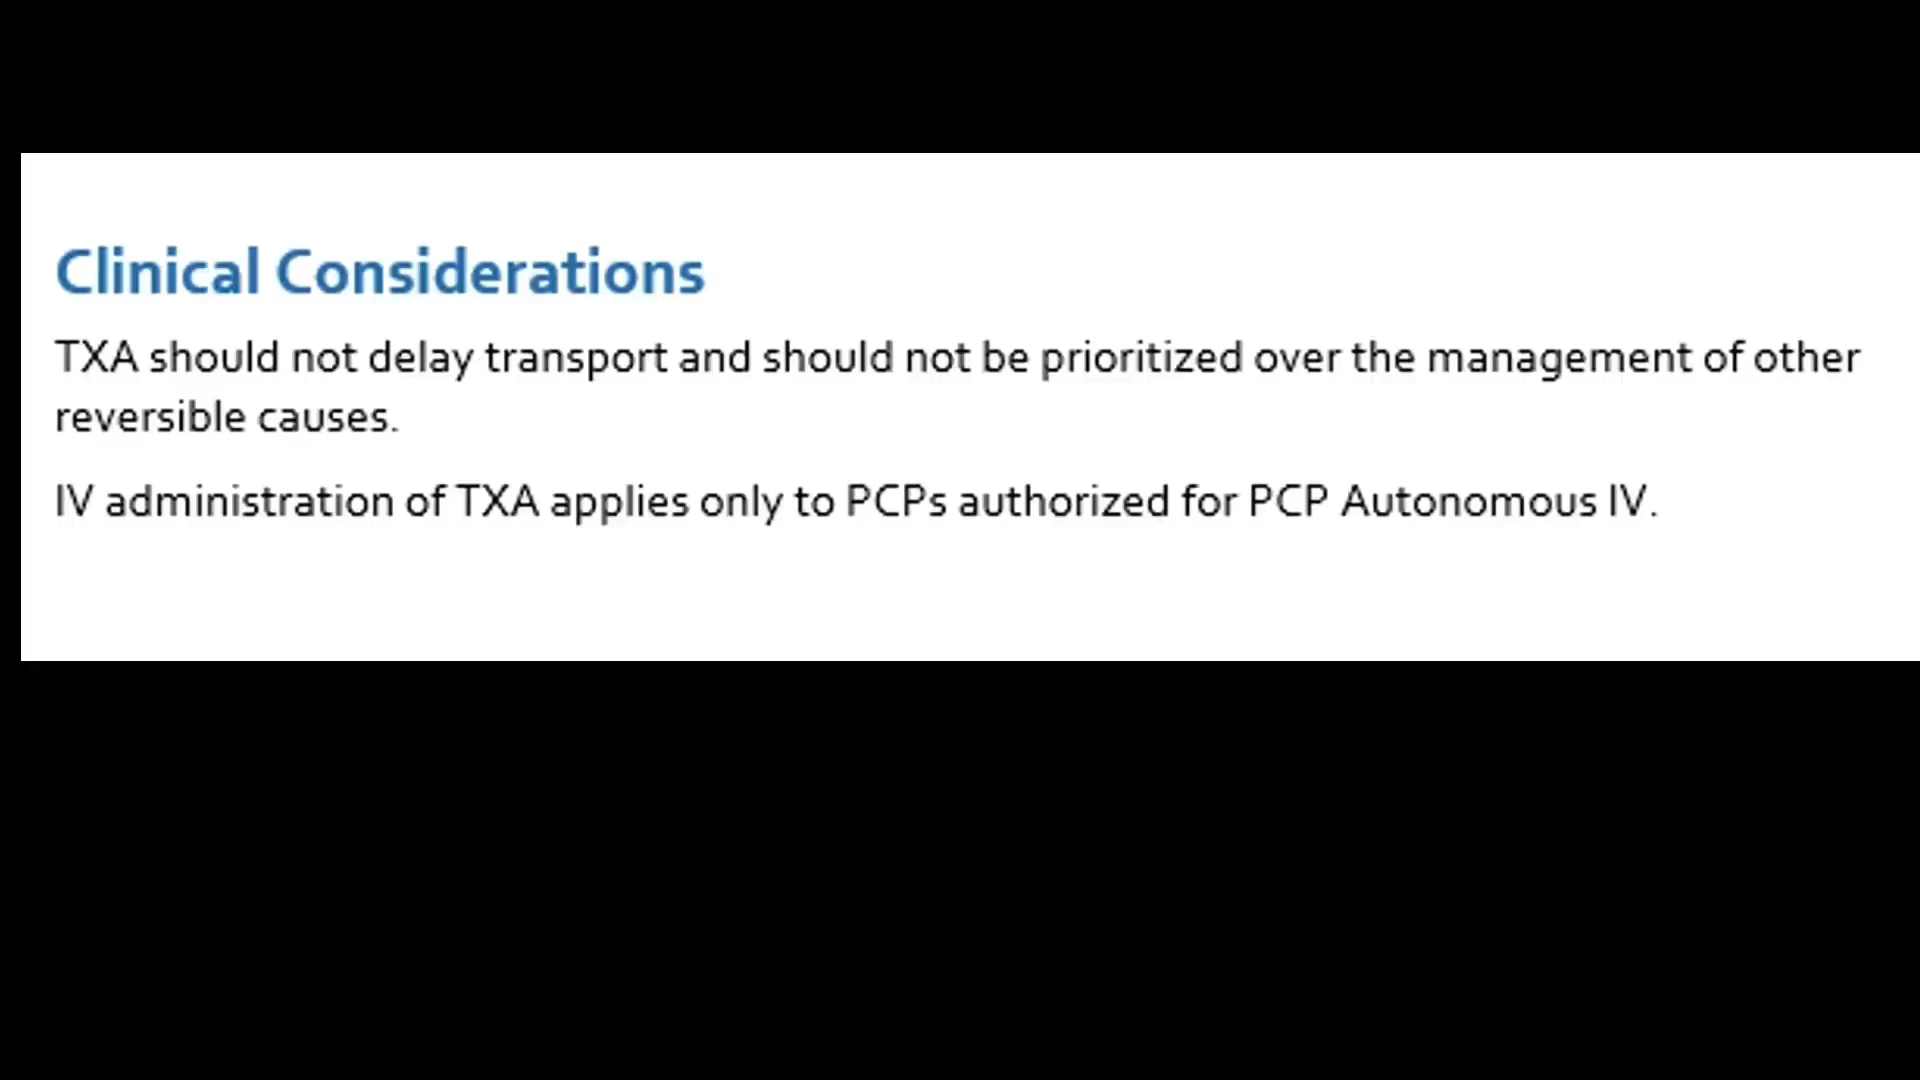 Clinical Considerations
TXA should not delay transport and should not be prioritized over the management of other
reversible causes.
IV administration of TXA applies only to PCPs authorized for PCP Autonomous IV.